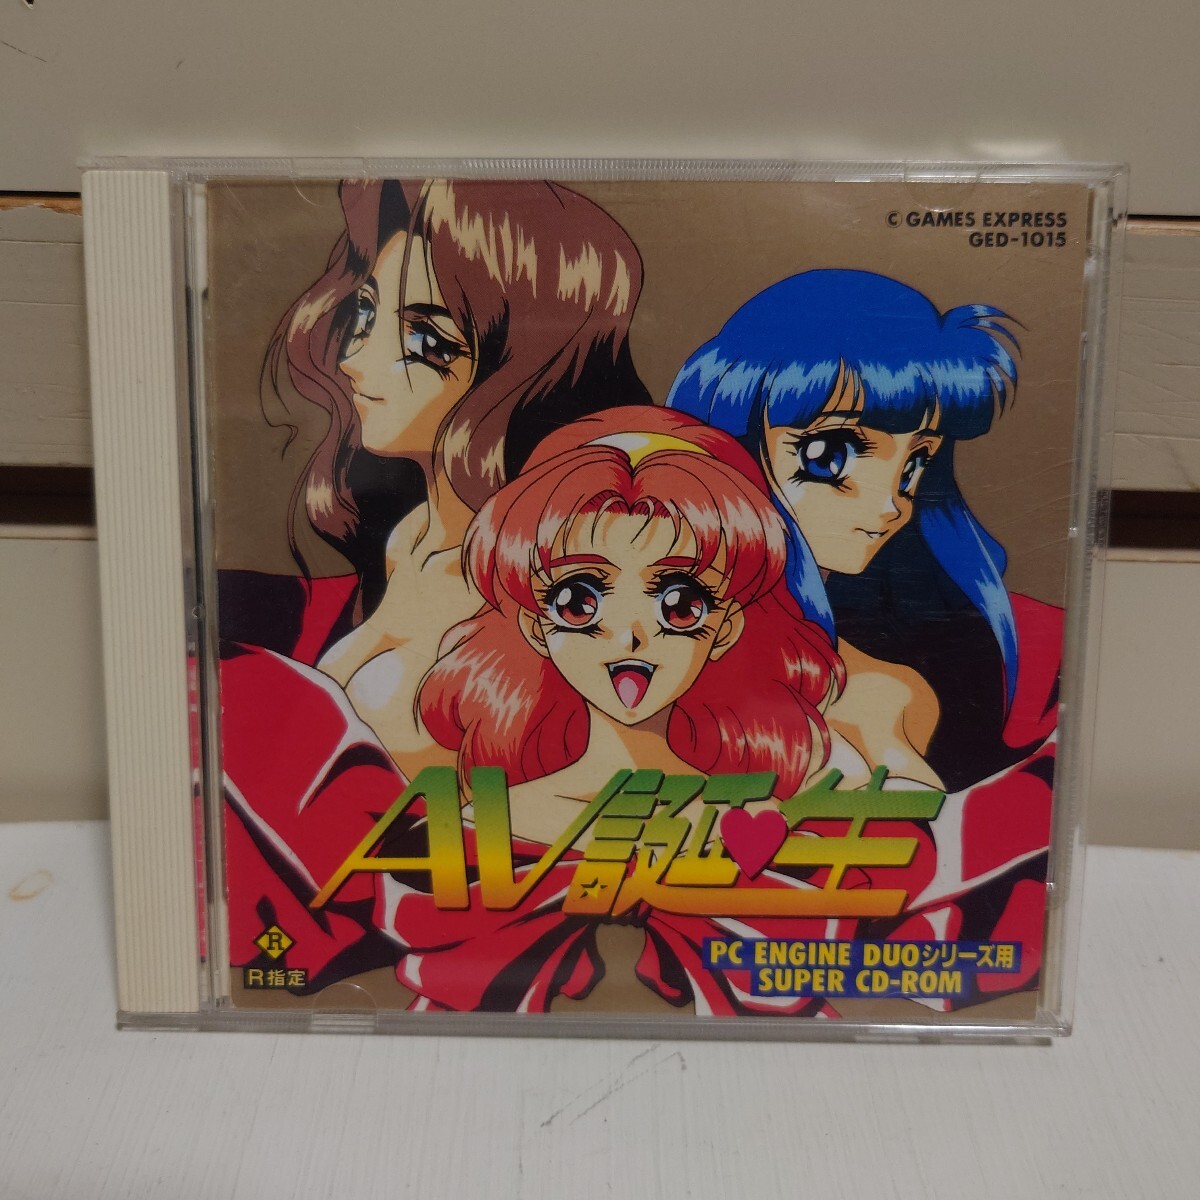 © GAMES EXPRESS
GED-1015
AV誕生
R
R指定
PC ENGINE DUOシリーズ用
SUPER CD-ROM